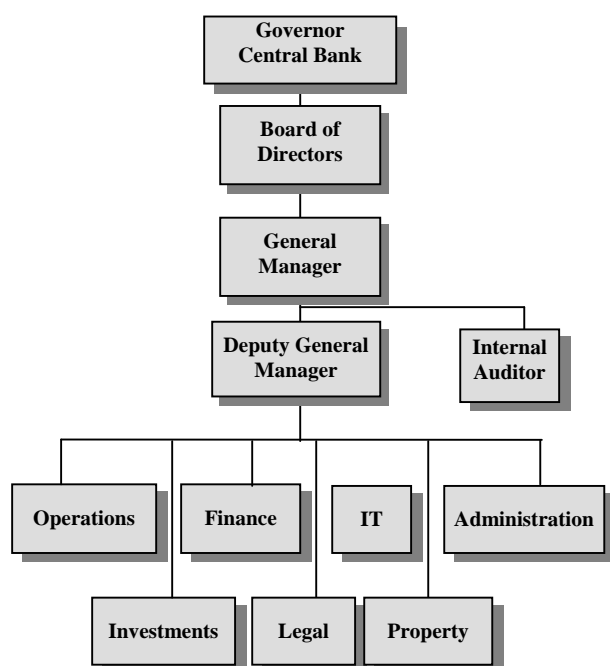 Governor
Central Bank
Board of
Directors
General
Manager
Deputy General
Manager
Internal
Auditor
Operations
Finance
IT
Administration
Investments
Legal
Property